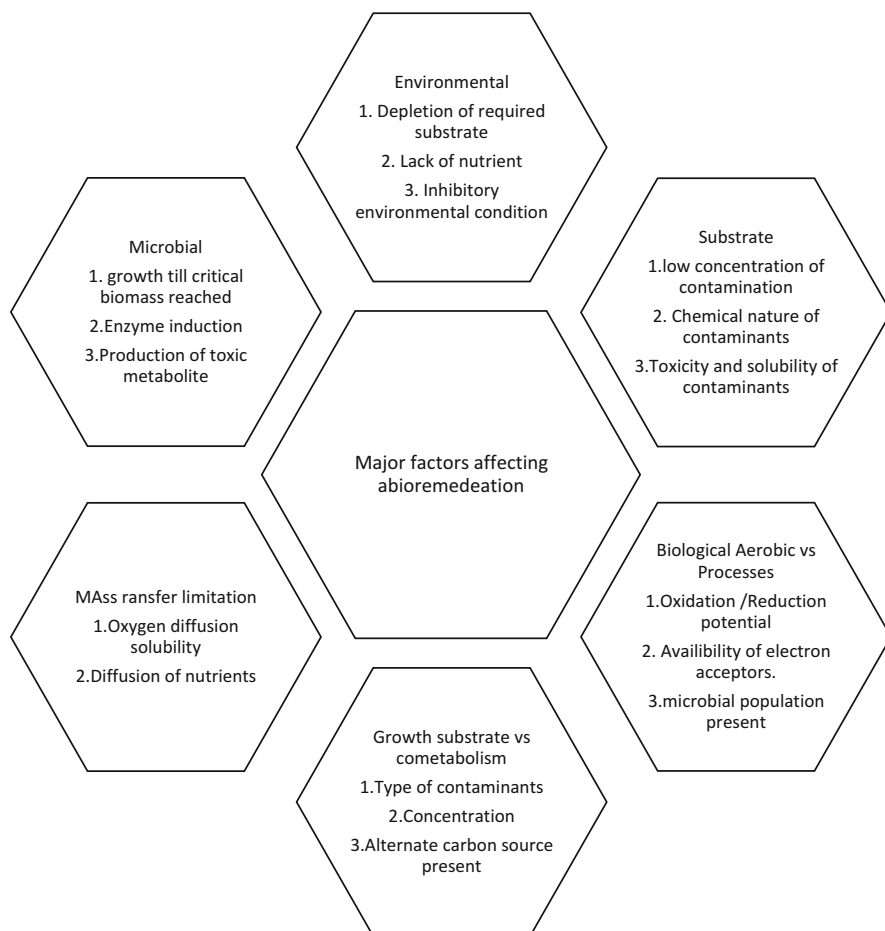 Environmental
1. Depletion of required
substrate
2. Lack of nutrient
3. Inhibitory
environmental condition
Microbial
1. growth till critical
biomass reached
2.Enzyme induction
3.Production of toxic
metabolite
Substrate
1.low concentration of
contamination
2. Chemical nature of
contaminants
3.Toxicity and solubility of
contaminants
Major factors affecting
abioremedeation
MAss ransfer limitation
1.Oxygen diffusion
solubility
2.Diffusion of nutrients
Biological Aerobic vs
Processes
1.Oxidation /Reduction
potential
2. Availibility of electron
acceptors.
3.microbial population
present
Growth substrate vs
cometabolism
1.Type of contaminants
2.Concentration
3.Alternate carbon source
present